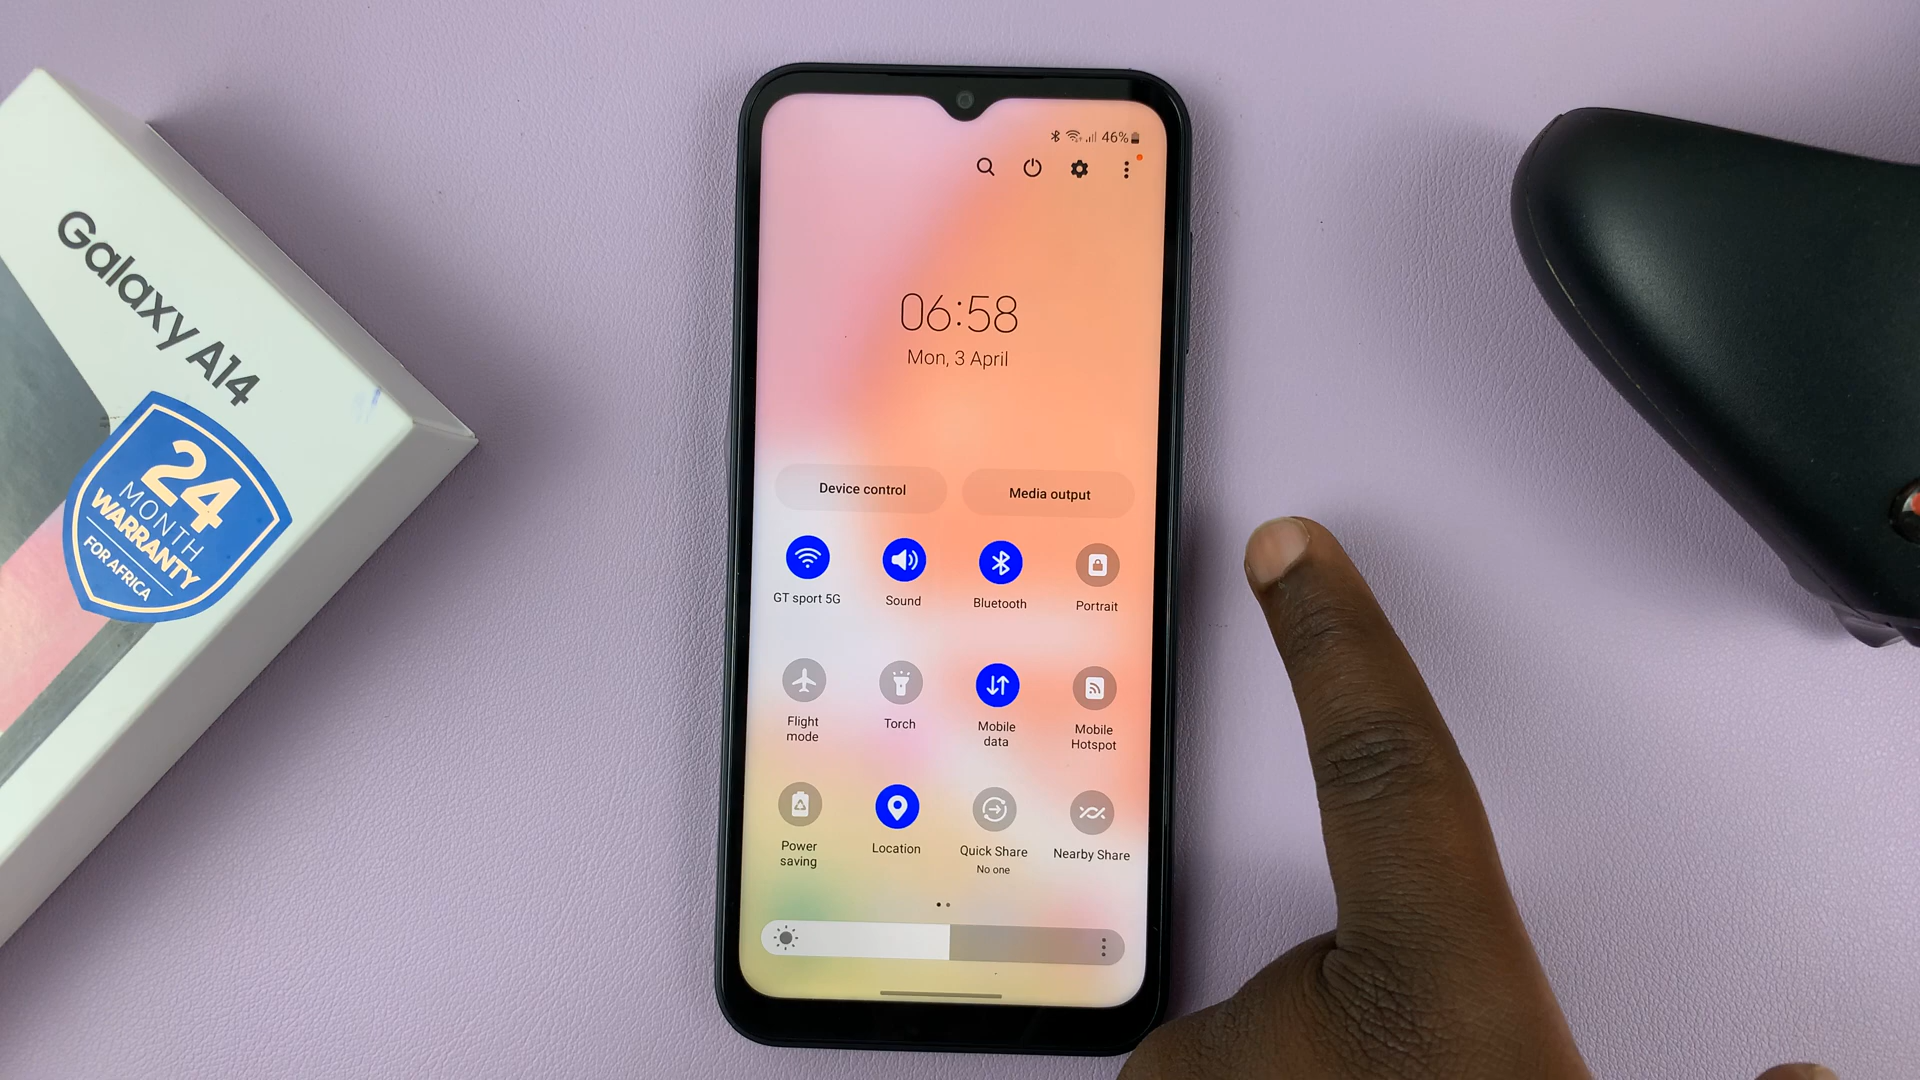 Galaxy A14
24
MONTH
WARRANTY
FOR AFRICA
46%
06:58
Mon, 3 April
Device control
Media output
GT sport 5G
Sound
Bluetooth
Portrait
Flight
mode
Torch
Mobile
data
Mobile
Hotspot
Power
saving
Location
Quick Share
No one
Nearby Share